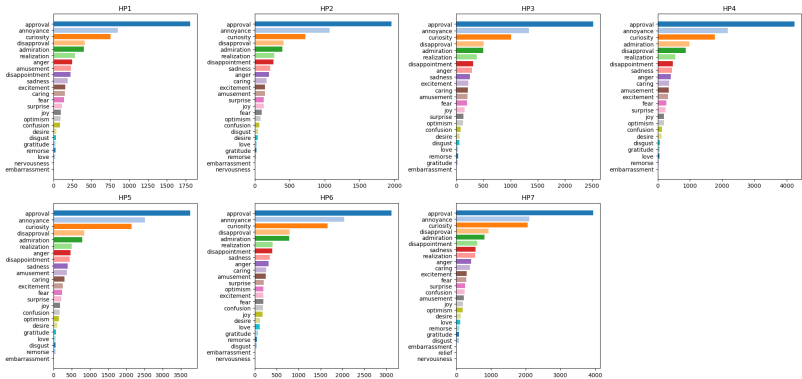 HP1
approval
annoyance
curiosity
disapproval
admiration
realization
anger
amusement
disappointment
sadness
excitement
caring
fear
surprise
joy
optimism
confusion
desire
disgust
gratitude
remorse
love
nervousness
embarrassment
0 250 500 750 1000 1250 1500 1750
HP2
approval
annoyance
curiosity
disapproval
admiration
realization
disappointment
sadness
anger
caring
excitement
amusement
surprise
joy
fear
optimism
confusion
disgust
desire
love
gratitude
remorse
nervousness
embarrassment
0 500 1000 1500 2000
HP3
approval
annoyance
curiosity
disapproval
admiration
realization
disappointment
anger
sadness
excitement
caring
amusement
fear
joy
surprise
optimism
confusion
desire
disgust
love
remorse
gratitude
nervousness
embarrassment
0 500 1000 1500 2000 2500
HP4
approval
annoyance
curiosity
admiration
disapproval
realization
disappointment
sadness
anger
caring
amusement
excitement
fear
surprise
joy
optimism
confusion
desire
disgust
gratitude
love
remorse
nervousness
embarrassment
0 1000 2000 3000 4000
HP5
approval
annoyance
curiosity
disapproval
admiration
realization
anger
disappointment
sadness
amusement
caring
excitement
fear
surprise
joy
confusion
optimism
desire
gratitude
love
disgust
remorse
embarrassment
0 500 1000 1500 2000 2500 3000 3500
HP6
approval
annoyance
curiosity
disapproval
admiration
realization
disappointment
sadness
anger
caring
amusement
surprise
optimism
excitement
fear
confusion
joy
desire
love
gratitude
remorse
disgust
embarrassment
nervousness
0 500 1000 1500 2000 2500 3000
HP7
approval
annoyance
curiosity
disapproval
admiration
disappointment
sadness
realization
anger
caring
excitement
fear
surprise
confusion
amusement
joy
optimism
desire
love
remorse
gratitude
disgust
embarrassment
relief
nervousness
0 1000 2000 3000 4000